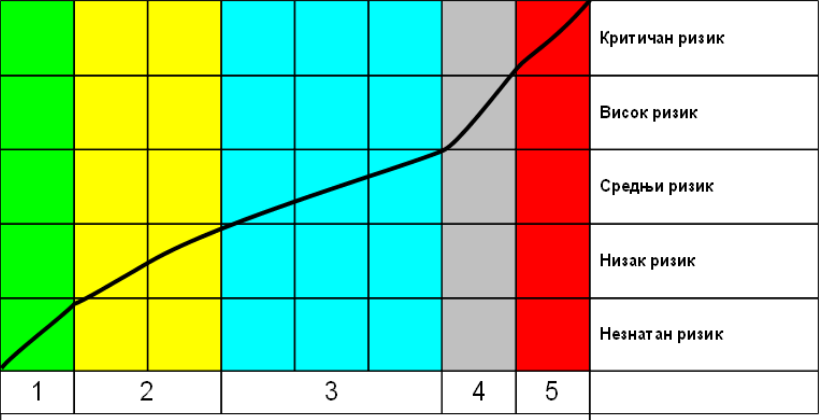 Критичан ризик
Висок ризик
Средњи ризик
Низак ризик
Незнатан ризик
1 2 3 4 5